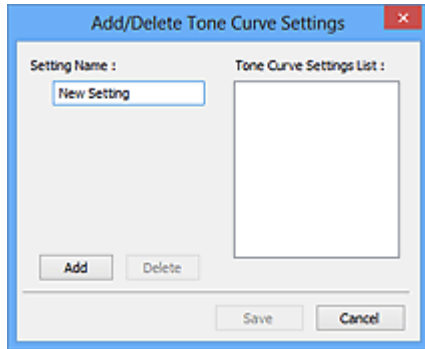 Add/Delete Tone Curve Settings
Setting Name :
Tone Curve Settings List :
New Setting
Add
Delete
Save
Cancel